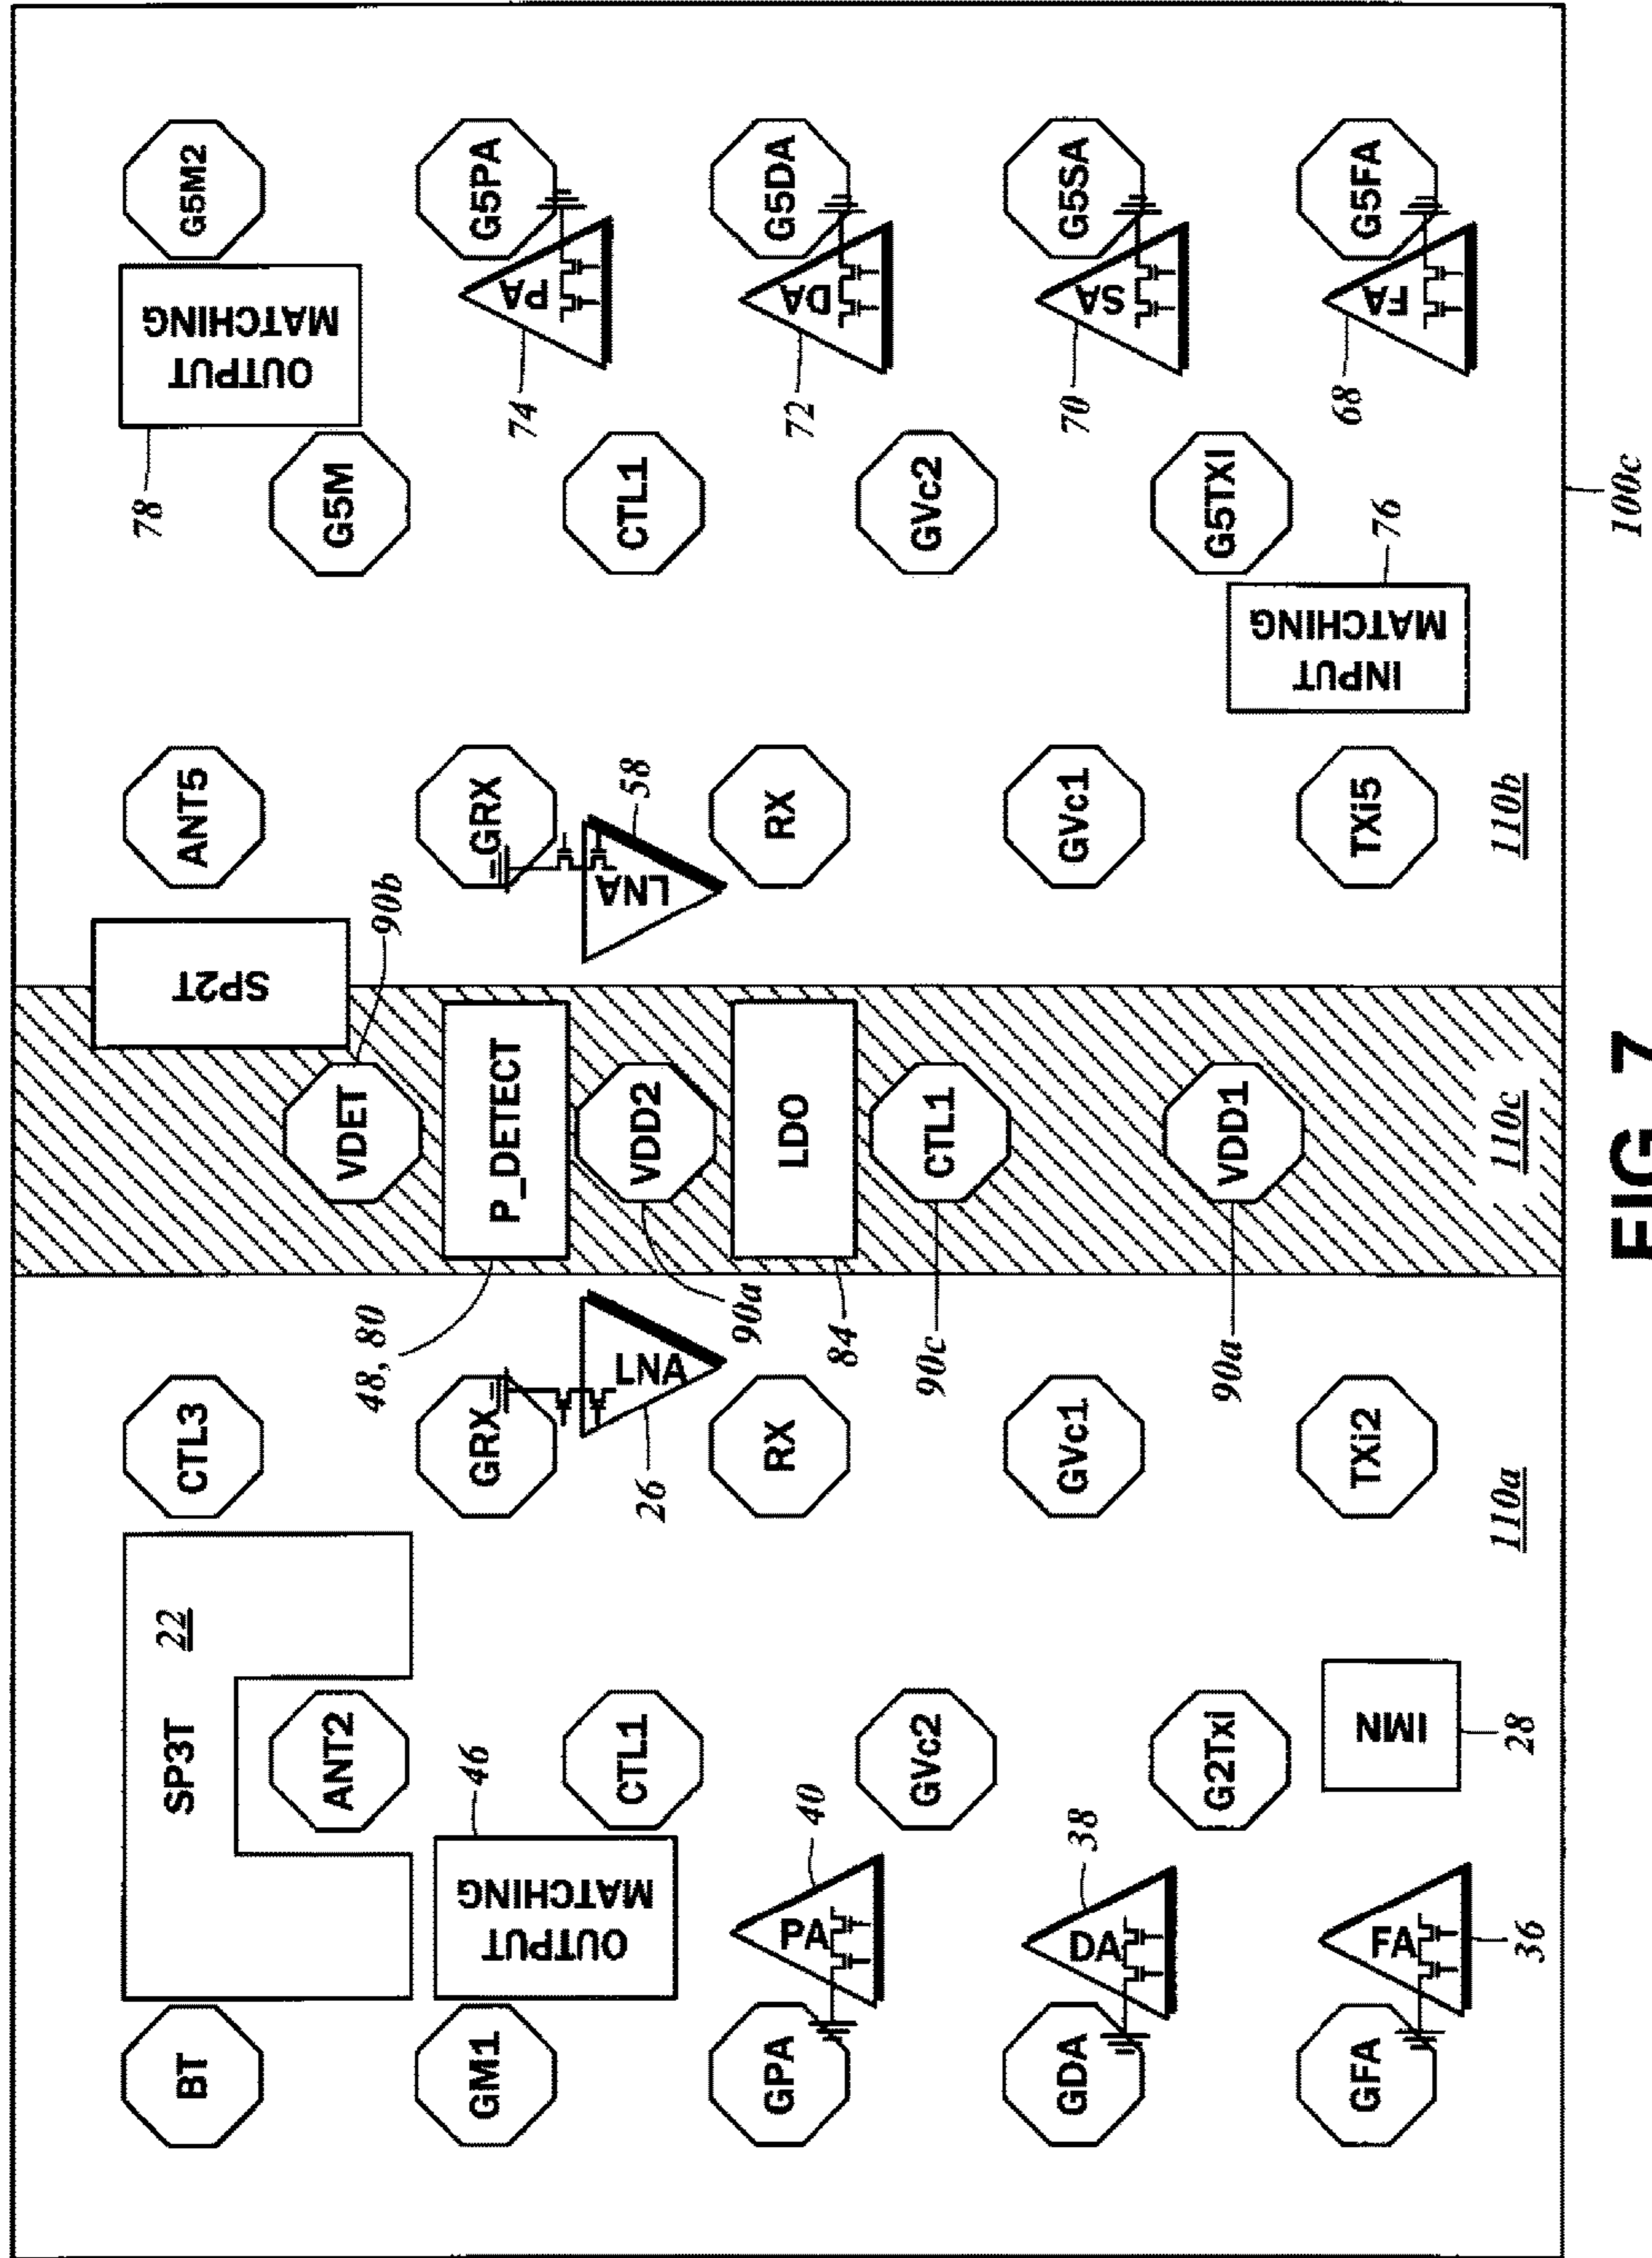 BT
SP3T
22
CTL3
VDET
90b
SP2T
ANT5
G5M2
OUTPUT
MATCHING
78
G5M
ANT2
GM1
OUTPUT
MATCHING
46
CTL1
GRX
LNA
26
48, 80
P_DETECT
VDD2
90a
GRX
LNA
58
CTL1
G5PA
PA
74
GPA
PA
40
RX
LDO
84
RX
G5DA
DA
72
GVc2
CTL1
90c
GVc2
GDA
DA
38
GVc1
GVc1
G5SA
SA
70
G2Txi
VDD1
90a
G5TXI
GFA
FA
36
IMN
28
TXi2
TXi5
INPUT
MATCHING
76
G5FA
FA
68
110a
110c
110b
100c
FIG. 7